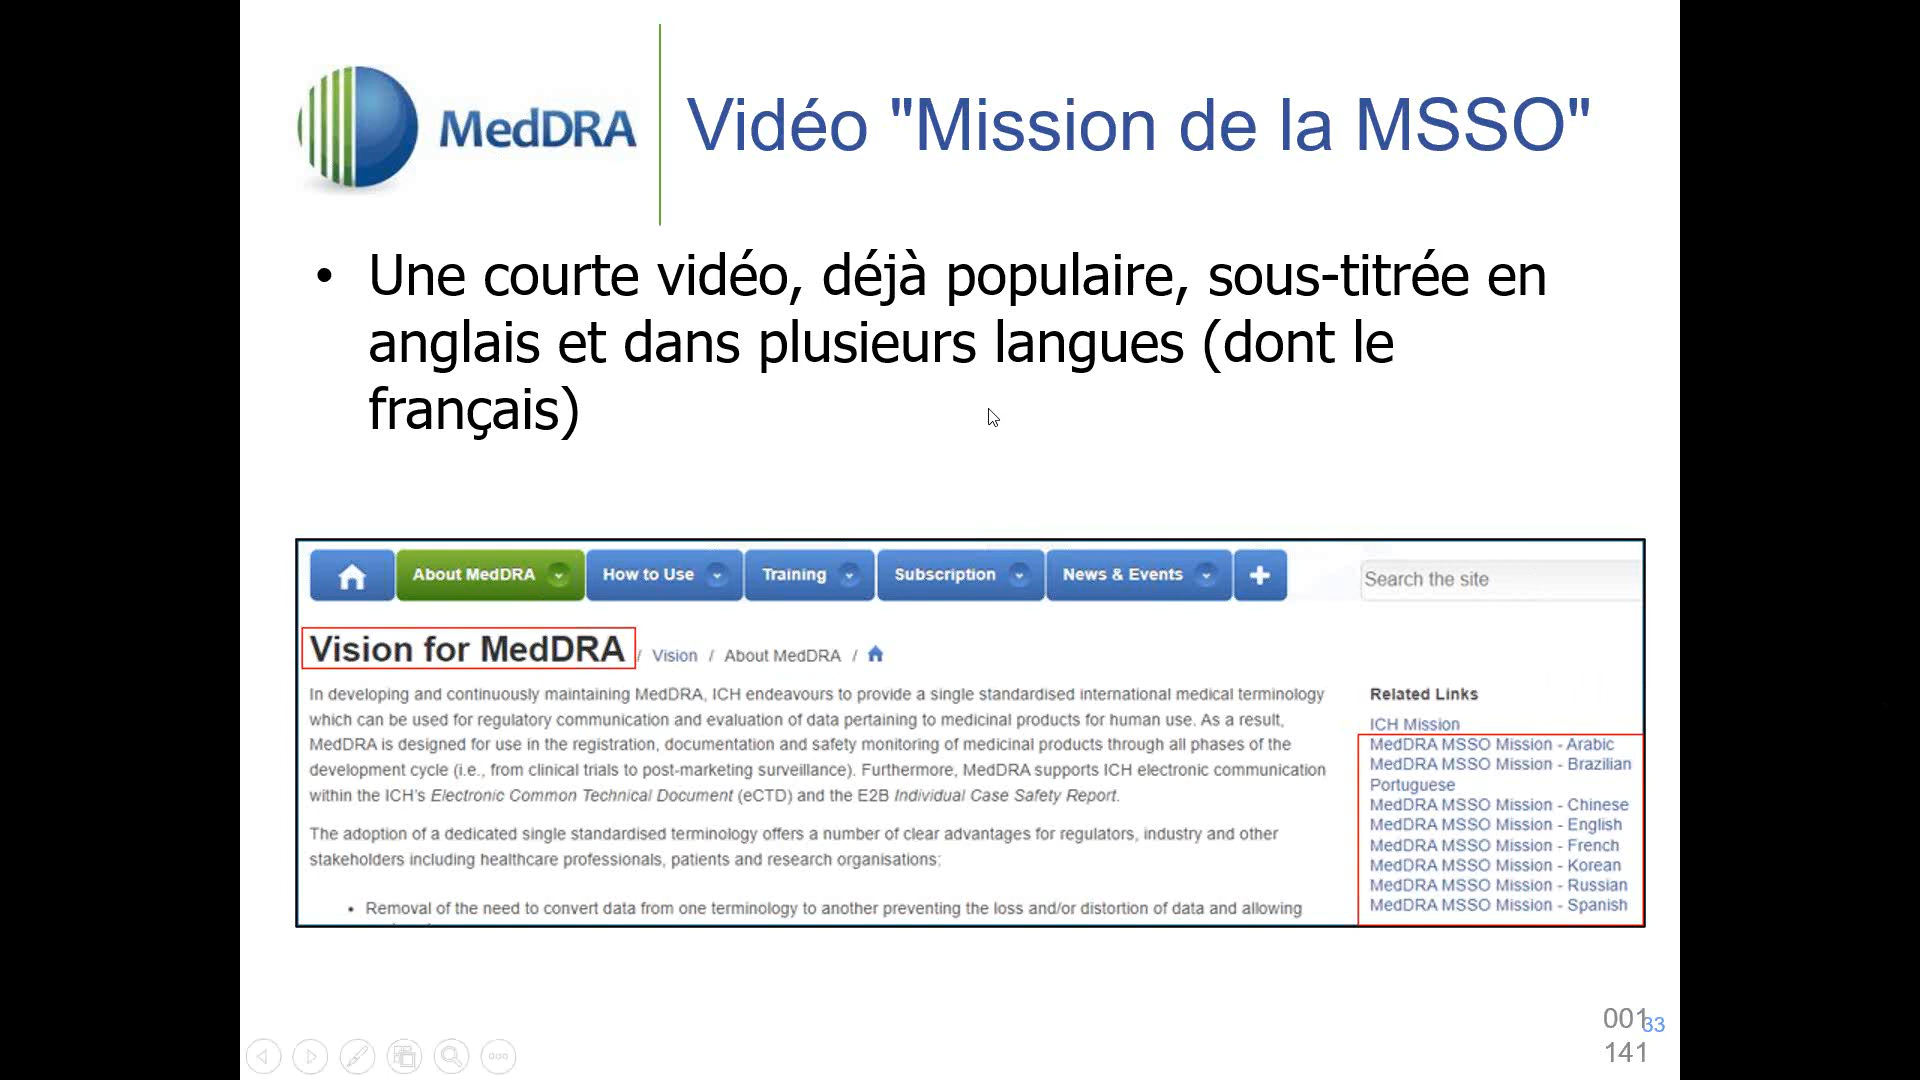 MedDRA
Vidéo "Mission de la MSSO"
• Une courte vidéo, déjà populaire, sous-titrée en
anglais et dans plusieurs langues (dont le
français)
About MedDRA
How to Use
Training
Subscription
News & Events
Search the site
Vision for MedDRA / Vision / About MedDRA /
In developing and continuously maintaining MedDRA, ICH endeavours to provide a single standardised international medical terminology
which can be used for regulatory communication and evaluation of data pertaining to medicinal products for human use. As a result,
MedDRA is designed for use in the registration, documentation and safety monitoring of medicinal products through all phases of the
development cycle (i.e., from clinical trials to post-marketing surveillance). Furthermore, MedDRA supports ICH electronic communication
within the ICH's Electronic Common Technical Document (eCTD) and the E2B Individual Case Safety Report.
The adoption of a dedicated single standardised terminology offers a number of clear advantages for regulators, industry and other
stakeholders including healthcare professionals, patients and research organisations:
• Removal of the need to convert data from one terminology to another preventing the loss and/or distortion of data and allowing
Related Links
ICH Mission
MedDRA MSSO Mission - Arabic
MedDRA MSSO Mission - Brazilian
Portuguese
MedDRA MSSO Mission - Chinese
MedDRA MSSO Mission - English
MedDRA MSSO Mission - French
MedDRA MSSO Mission - Korean
MedDRA MSSO Mission - Russian
MedDRA MSSO Mission - Spanish
001
33
141